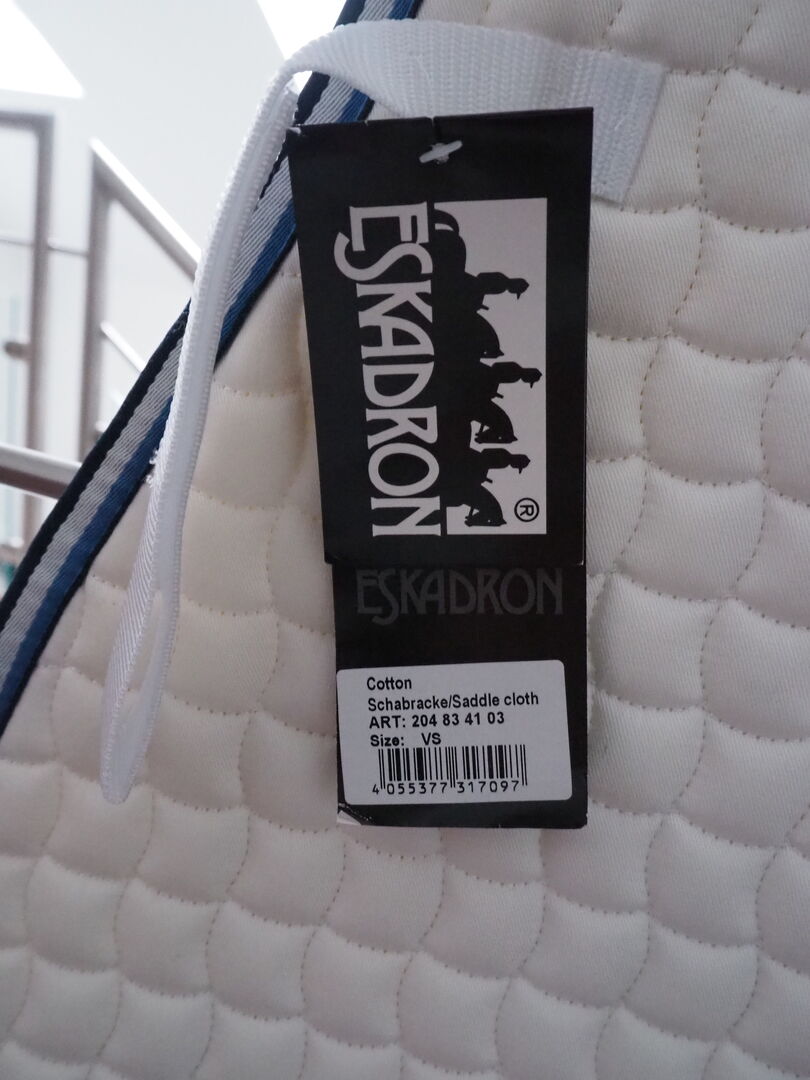 ESKADRON
®
ESKADRON
Cotton
Schabracke/Saddle cloth
ART: 204 83 41 03
Size: VS
4 055377 317097